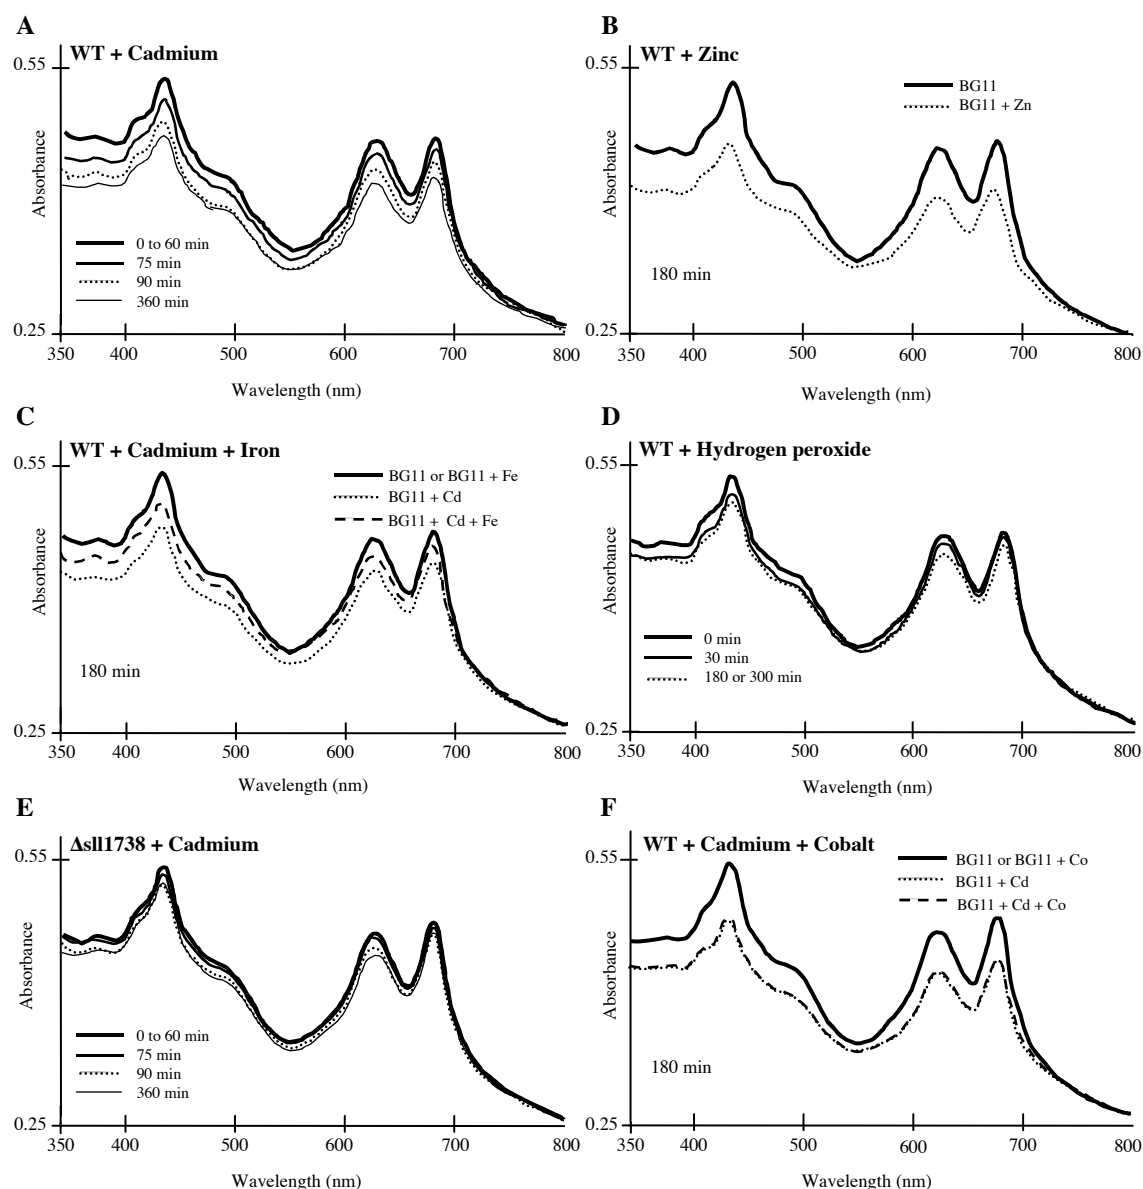 A
WT + Cadmium
0.55
Absorbance
0 to 60 min
75 min
90 min
360 min
0.25
350 400 500 600 700 800
Wavelength (nm)
B
WT + Zinc
0.55
BG11
BG11 + Zn
Absorbance
180 min
0.25
350 400 500 600 700 800
Wavelength (nm)
C
WT + Cadmium + Iron
0.55
BG11 or BG11 + Fe
BG11 + Cd
BG11 + Cd + Fe
Absorbance
180 min
0.25
350 400 500 600 700 800
Wavelength (nm)
D
WT + Hydrogen peroxide
0.55
Absorbance
0 min
30 min
180 or 300 min
0.25
350 400 500 600 700 800
Wavelength (nm)
E
Δsll1738 + Cadmium
0.55
Absorbance
0 to 60 min
75 min
90 min
360 min
0.25
350 400 500 600 700 800
Wavelength (nm)
F
WT + Cadmium + Cobalt
0.55
BG11 or BG11 + Co
BG11 + Cd
BG11 + Cd + Co
Absorbance
180 min
0.25
350 400 500 600 700 800
Wavelength (nm)